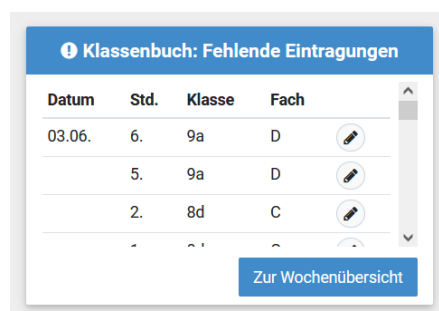 Klassenbuch: Fehlende Eintragungen
Datum Std. Klasse Fach
03.06. 6. 9a D
5. 9a D
2. 8d C
Zur Wochenübersicht